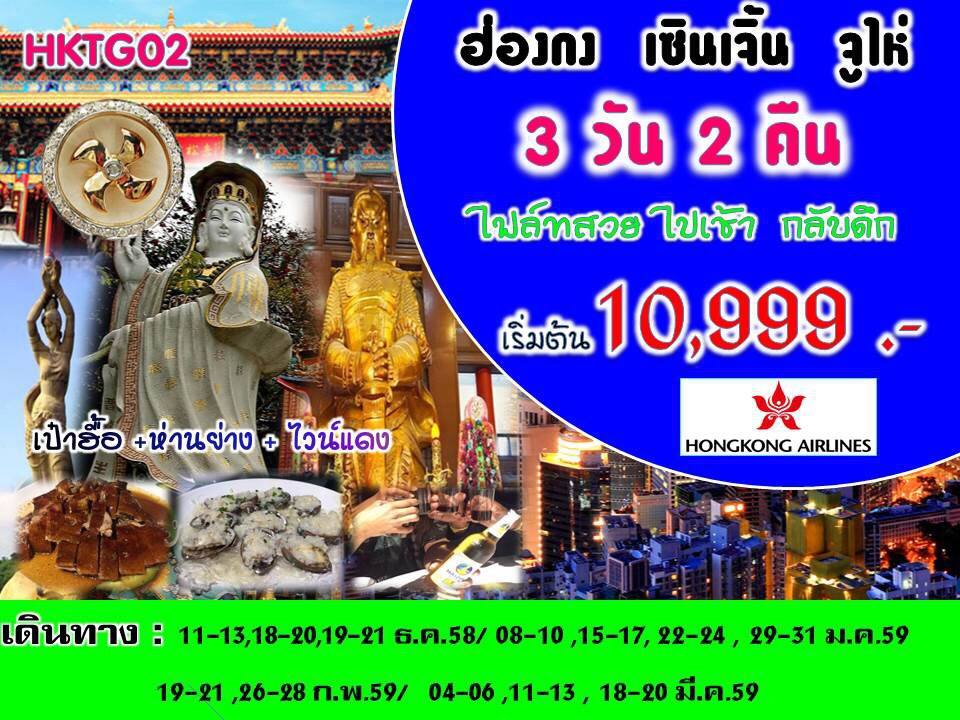 HKTG02
ฮ่องกง เซินเจิ้น จูไห่
3 วัน 2 คืน
ไฟล์ทสวย ไปเช้า กลับดึก
เริ่มต้น 10,999 .-
HONGKONG AIRLINES
เป๋าฮื้อ +ห่านย่าง + ไวน์แดง
เดินทาง : 11-13,18-20,19-21 ธ.ค.58/ 08-10 ,15-17, 22-24 , 29-31 ม.ค.59
19-21 ,26-28 ก.พ.59/ 04-06 ,11-13 , 18-20 มี.ค.59